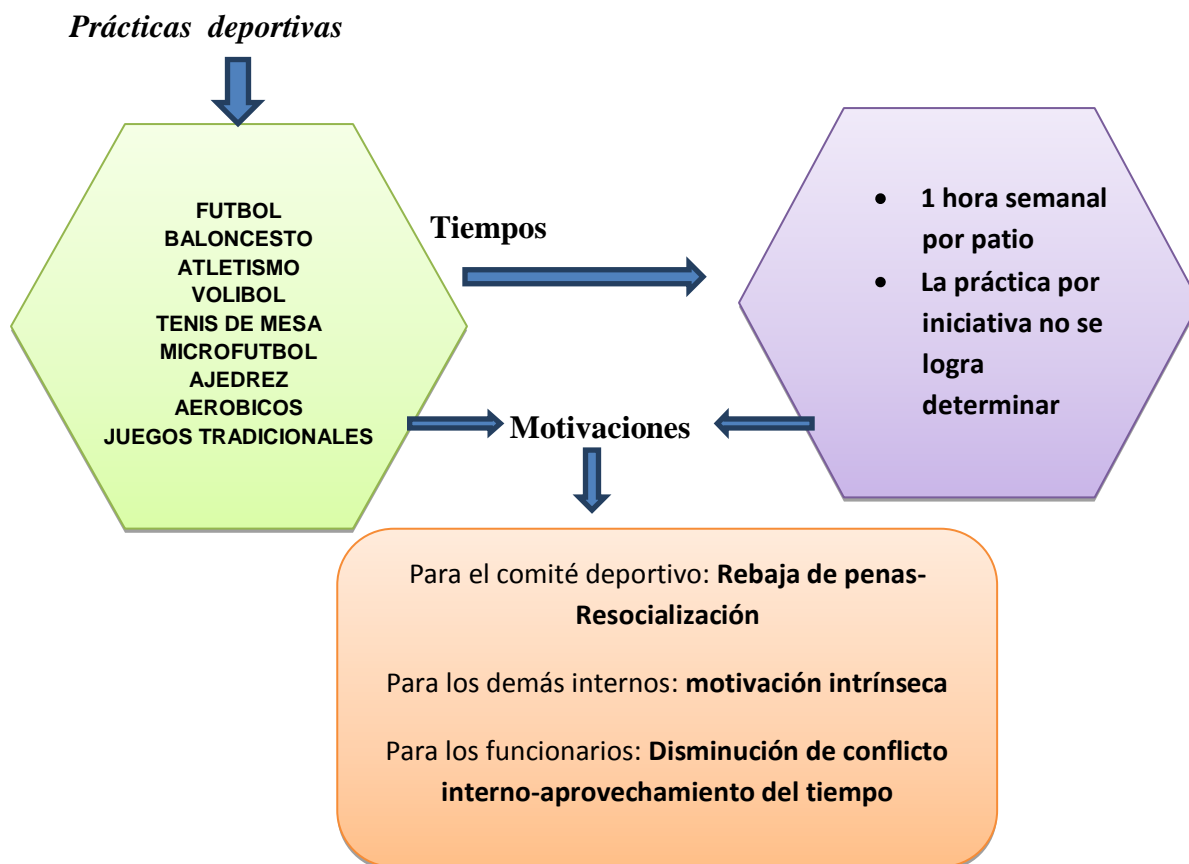 Prácticas deportivas
FUTBOL
BALONCESTO
ATLETISMO
VOLIBOL
TENIS DE MESA
MICROFUTBOL
AJEDREZ
AEROBICOS
JUEGOS TRADICIONALES
Tiempos
• 1 hora semanal
por patio
• La práctica por
iniciativa no se
logra
determinar
Motivaciones
Para el comité deportivo: Rebaja de penas-
Resocialización
Para los demás internos: motivación intrínseca
Para los funcionarios: Disminución de conflicto
interno-aprovechamiento del tiempo